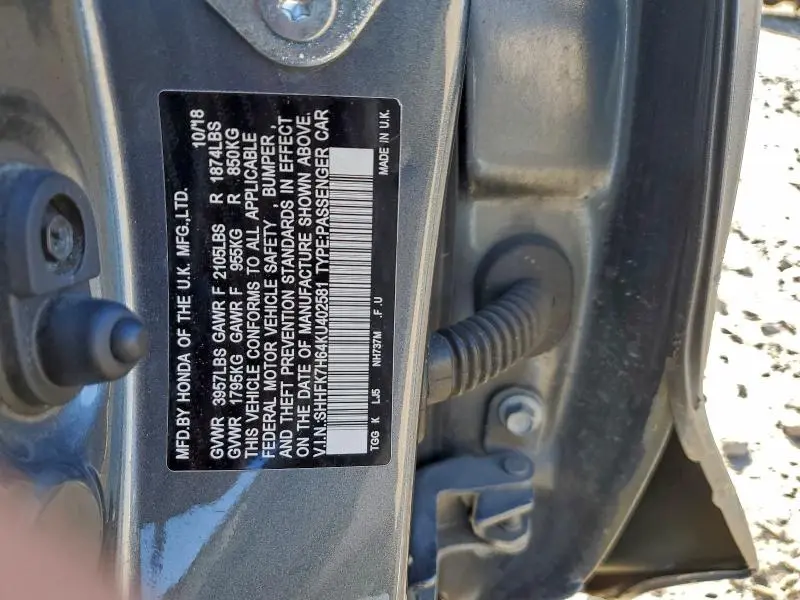 MFD.BY HONDA OF THE U.K. MFG.,LTD. 10/'18
GVWR 3957LBS GAWR F 2105LBS R 1874LBS
GVWR 1795KG GAWR F 955KG R 850KG
THIS VEHICLE CONFORMS TO ALL APPLICABLE
FEDERAL MOTOR VEHICLE SAFETY , BUMPER ,
AND THEFT PREVENTION STANDARDS IN EFFECT
ON THE DATE OF MANUFACTURE SHOWN ABOVE.
V.I.N.:SHHFK7H64KU402581 TYPE:PASSENGER CAR
TGG K LJ5 NH737M .F .U MADE IN U.K.